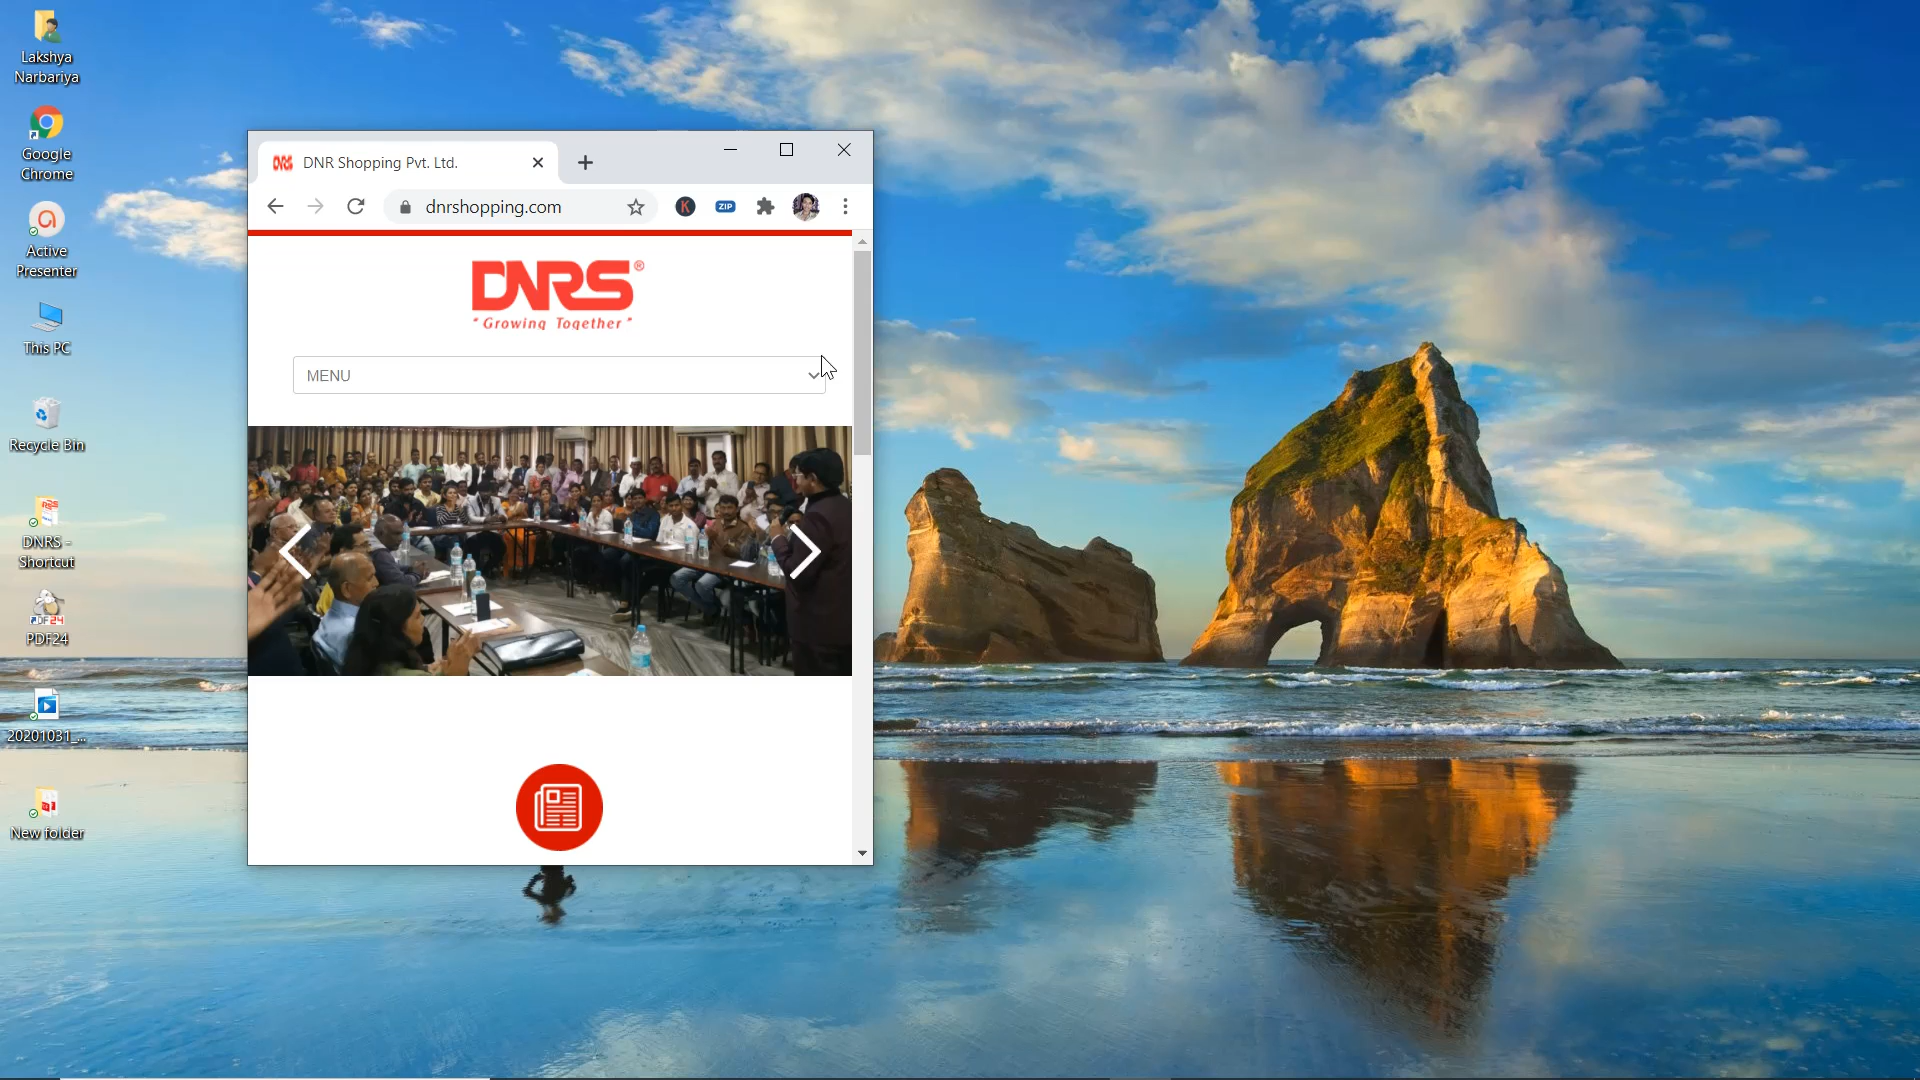 Lakshya
Narbariya
Google
Chrome
Active
Presenter
This PC
Recycle Bin
DNRS -
Shortcut
PDF24
20201031_...
New folder
DNR Shopping Pvt. Ltd.
dnrshopping.com
K
ZIP
DNRS®
" Growing Together "
MENU